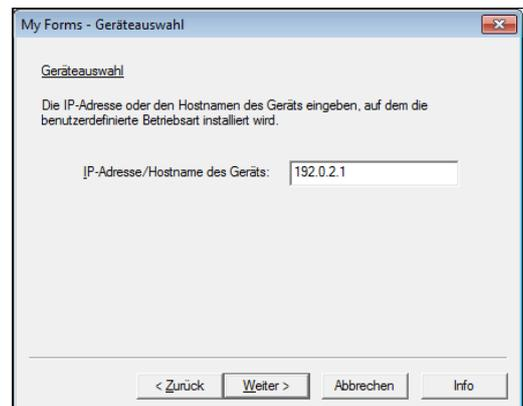 My Forms - Geräteauswahl
Geräteauswahl
Die IP-Adresse oder den Hostnamen des Geräts eingeben, auf dem die
benutzerdefinierte Betriebsart installiert wird.
IP-Adresse/Hostname des Geräts: 192.0.2.1
< Zurück Weiter > Abbrechen Info